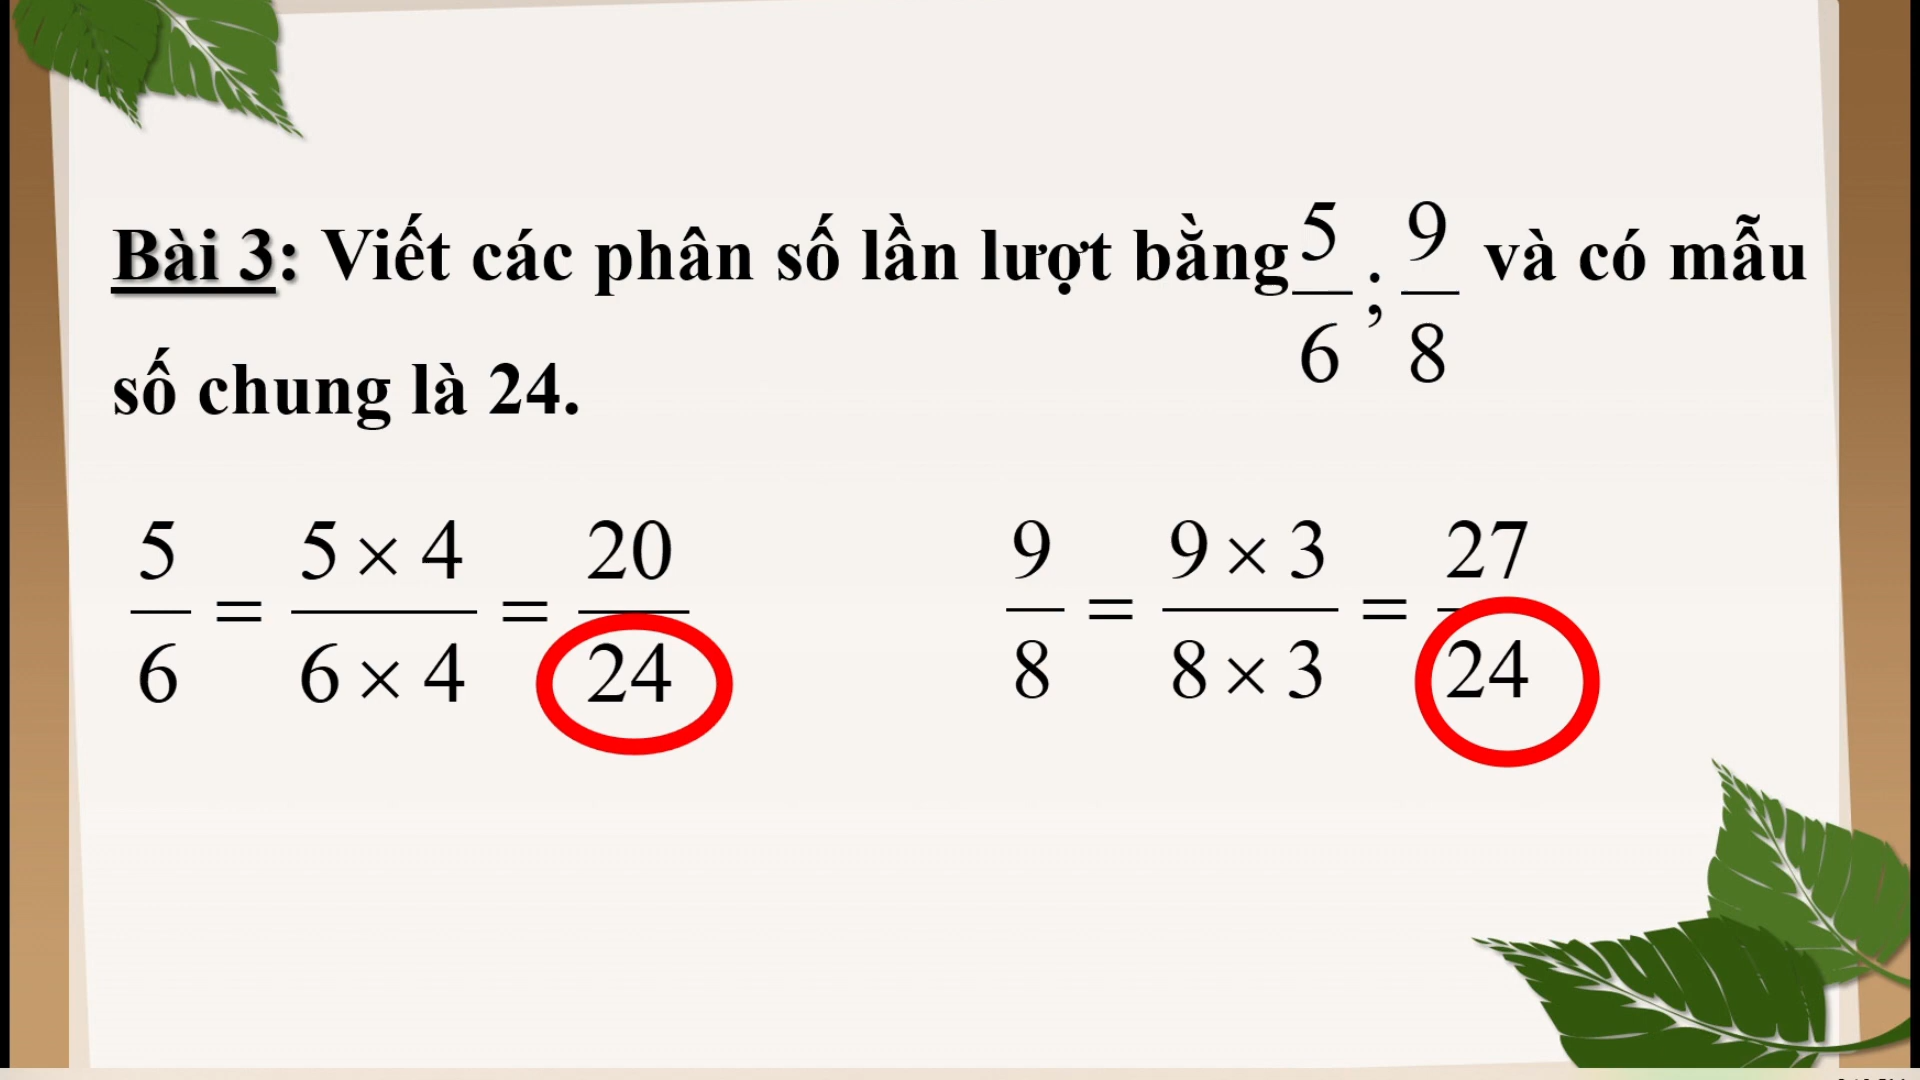 Bài 3: Viết các phân số lần lượt bằng 5/6 ; 9/8 và có mẫu
số chung là 24.
5/6 = 5 × 4/6 × 4 = 20/24
9/8 = 9 × 3/8 × 3 = 27/24